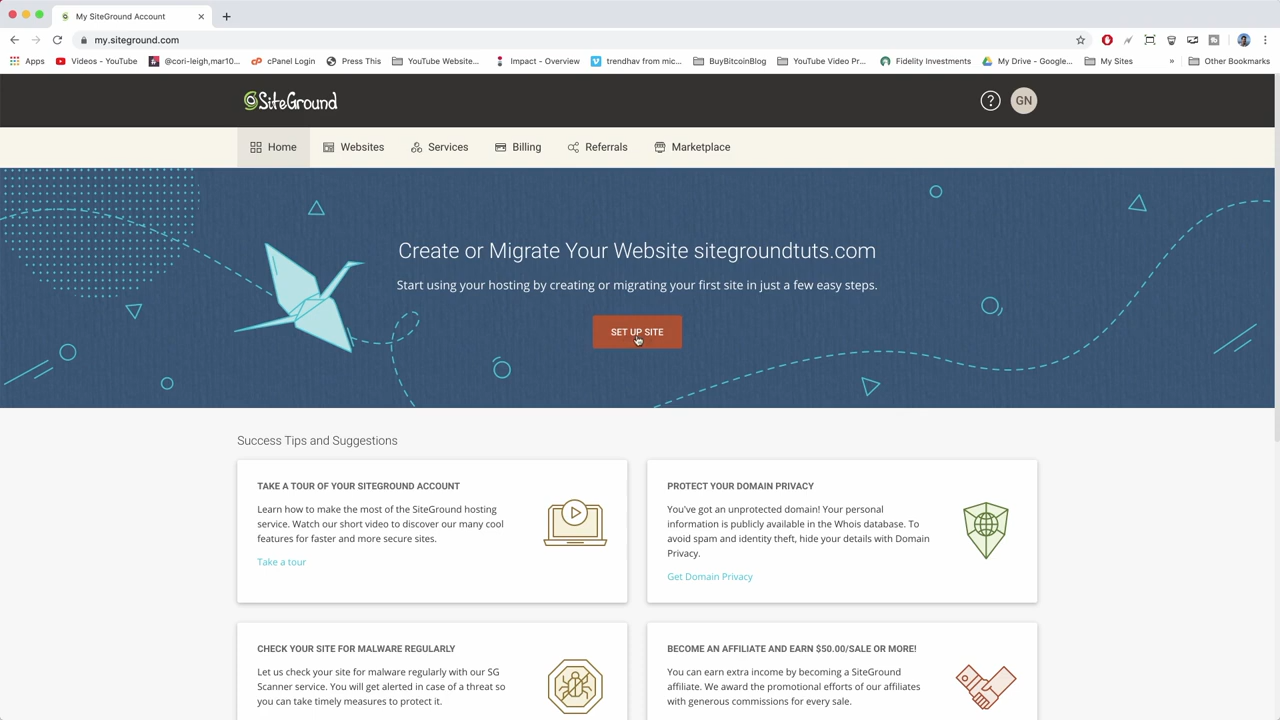 My SiteGround Account
my.siteground.com
Apps
Videos - YouTube
@cori-leigh,mar10...
cPanel Login
Press This
YouTube Website...
Impact - Overview
trendhav from mic...
BuyBitcoinBlog
YouTube Video Pr...
Fidelity Investments
My Drive - Google...
My Sites
»
Other Bookmarks
SiteGround
?
GN
Home
Websites
Services
Billing
Referrals
Marketplace
Create or Migrate Your Website sitegroundtuts.com
Start using your hosting by creating or migrating your first site in just a few easy steps.
SET UP SITE
Success Tips and Suggestions
TAKE A TOUR OF YOUR SITEGROUND ACCOUNT
Learn how to make the most of the SiteGround hosting
service. Watch our short video to discover our many cool
features for faster and more secure sites.
Take a tour
PROTECT YOUR DOMAIN PRIVACY
You've got an unprotected domain! Your personal
information is publicly available in the Whois database. To
avoid spam and identity theft, hide your details with Domain
Privacy.
Get Domain Privacy
CHECK YOUR SITE FOR MALWARE REGULARLY
Let us check your site for malware regularly with our SG
Scanner service. You will get alerted in case of a threat so
you can take timely measures to protect it.
BECOME AN AFFILIATE AND EARN $50.00/SALE OR MORE!
You can earn extra income by becoming a SiteGround
affiliate. We award the promotional efforts of our affiliates
with generous commissions for every sale.